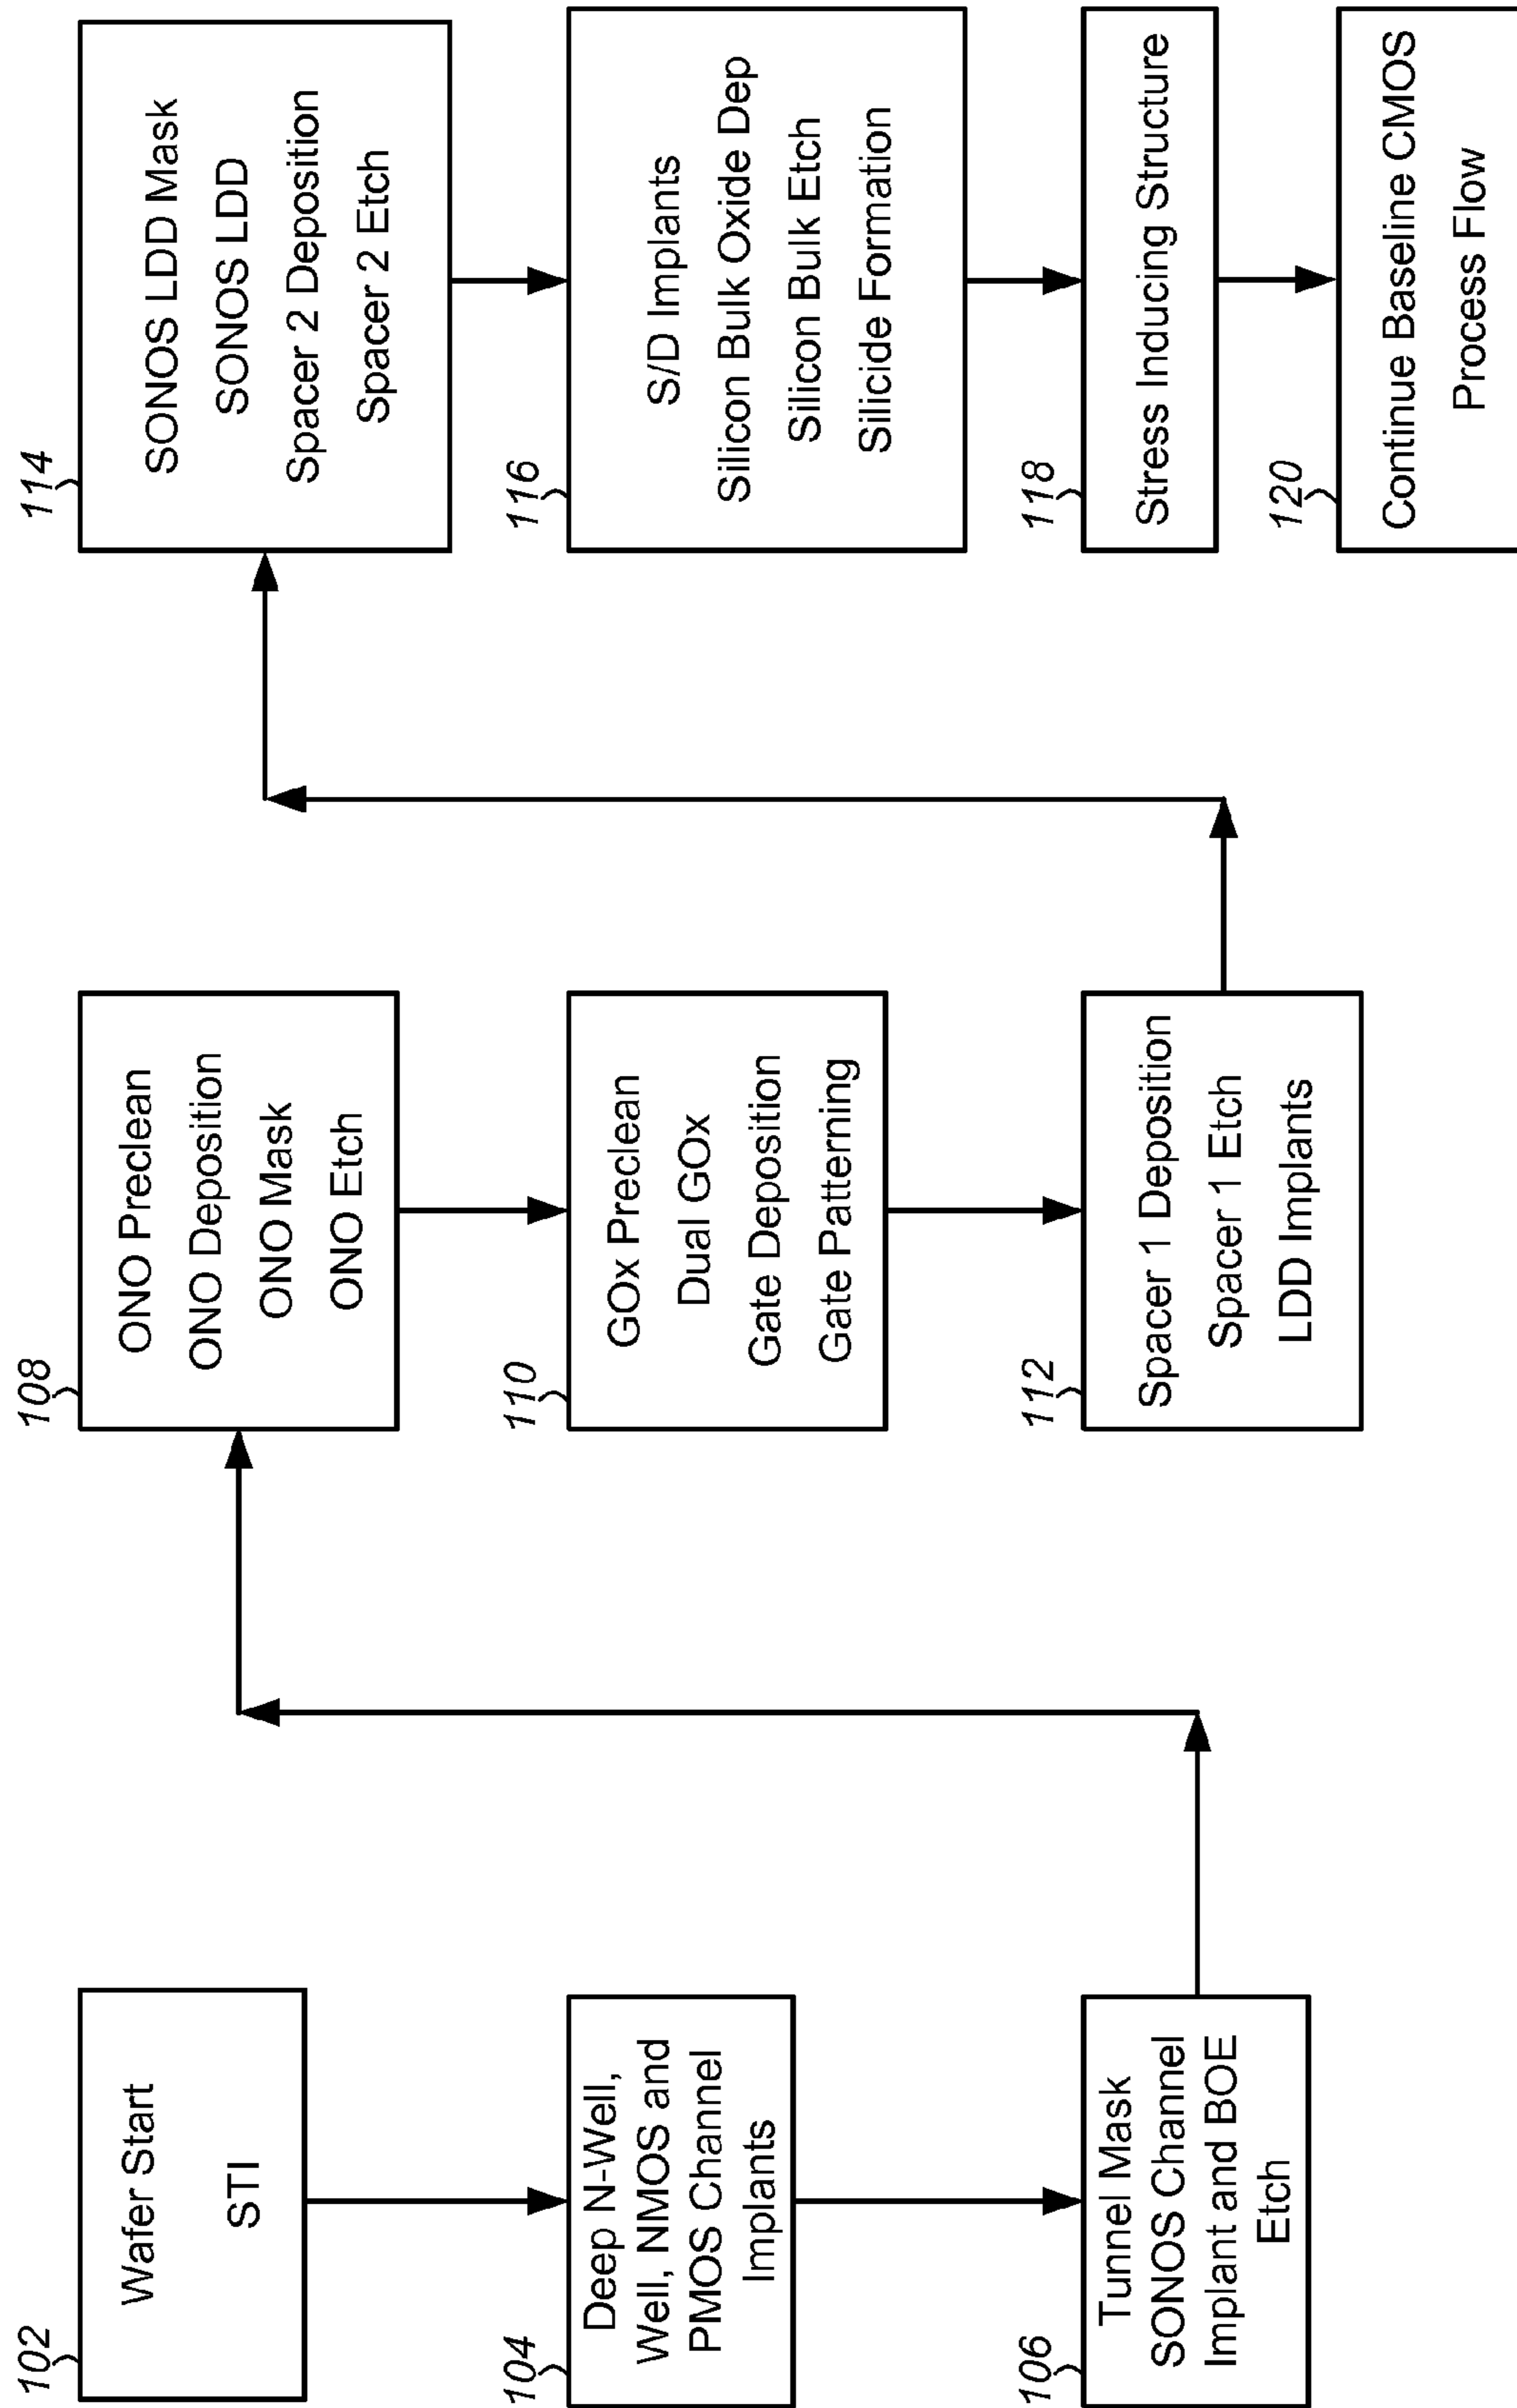 102
Wafer Start
STI
104
Deep N-Well,
Well, NMOS and
PMOS Channel
Implants
106
Tunnel Mask
SONOS Channel
Implant and BOE
Etch
108
ONO Preclean
ONO Deposition
ONO Mask
ONO Etch
110
GOx Preclean
Dual GOx
Gate Deposition
Gate Patterning
112
Spacer 1 Deposition
Spacer 1 Etch
LDD Implants
114
SONOS LDD Mask
SONOS LDD
Spacer 2 Deposition
Spacer 2 Etch
116
S/D Implants
Silicon Bulk Oxide Dep
Silicon Bulk Etch
Silicide Formation
118
Stress Inducing Structure
120
Continue Baseline CMOS
Process Flow